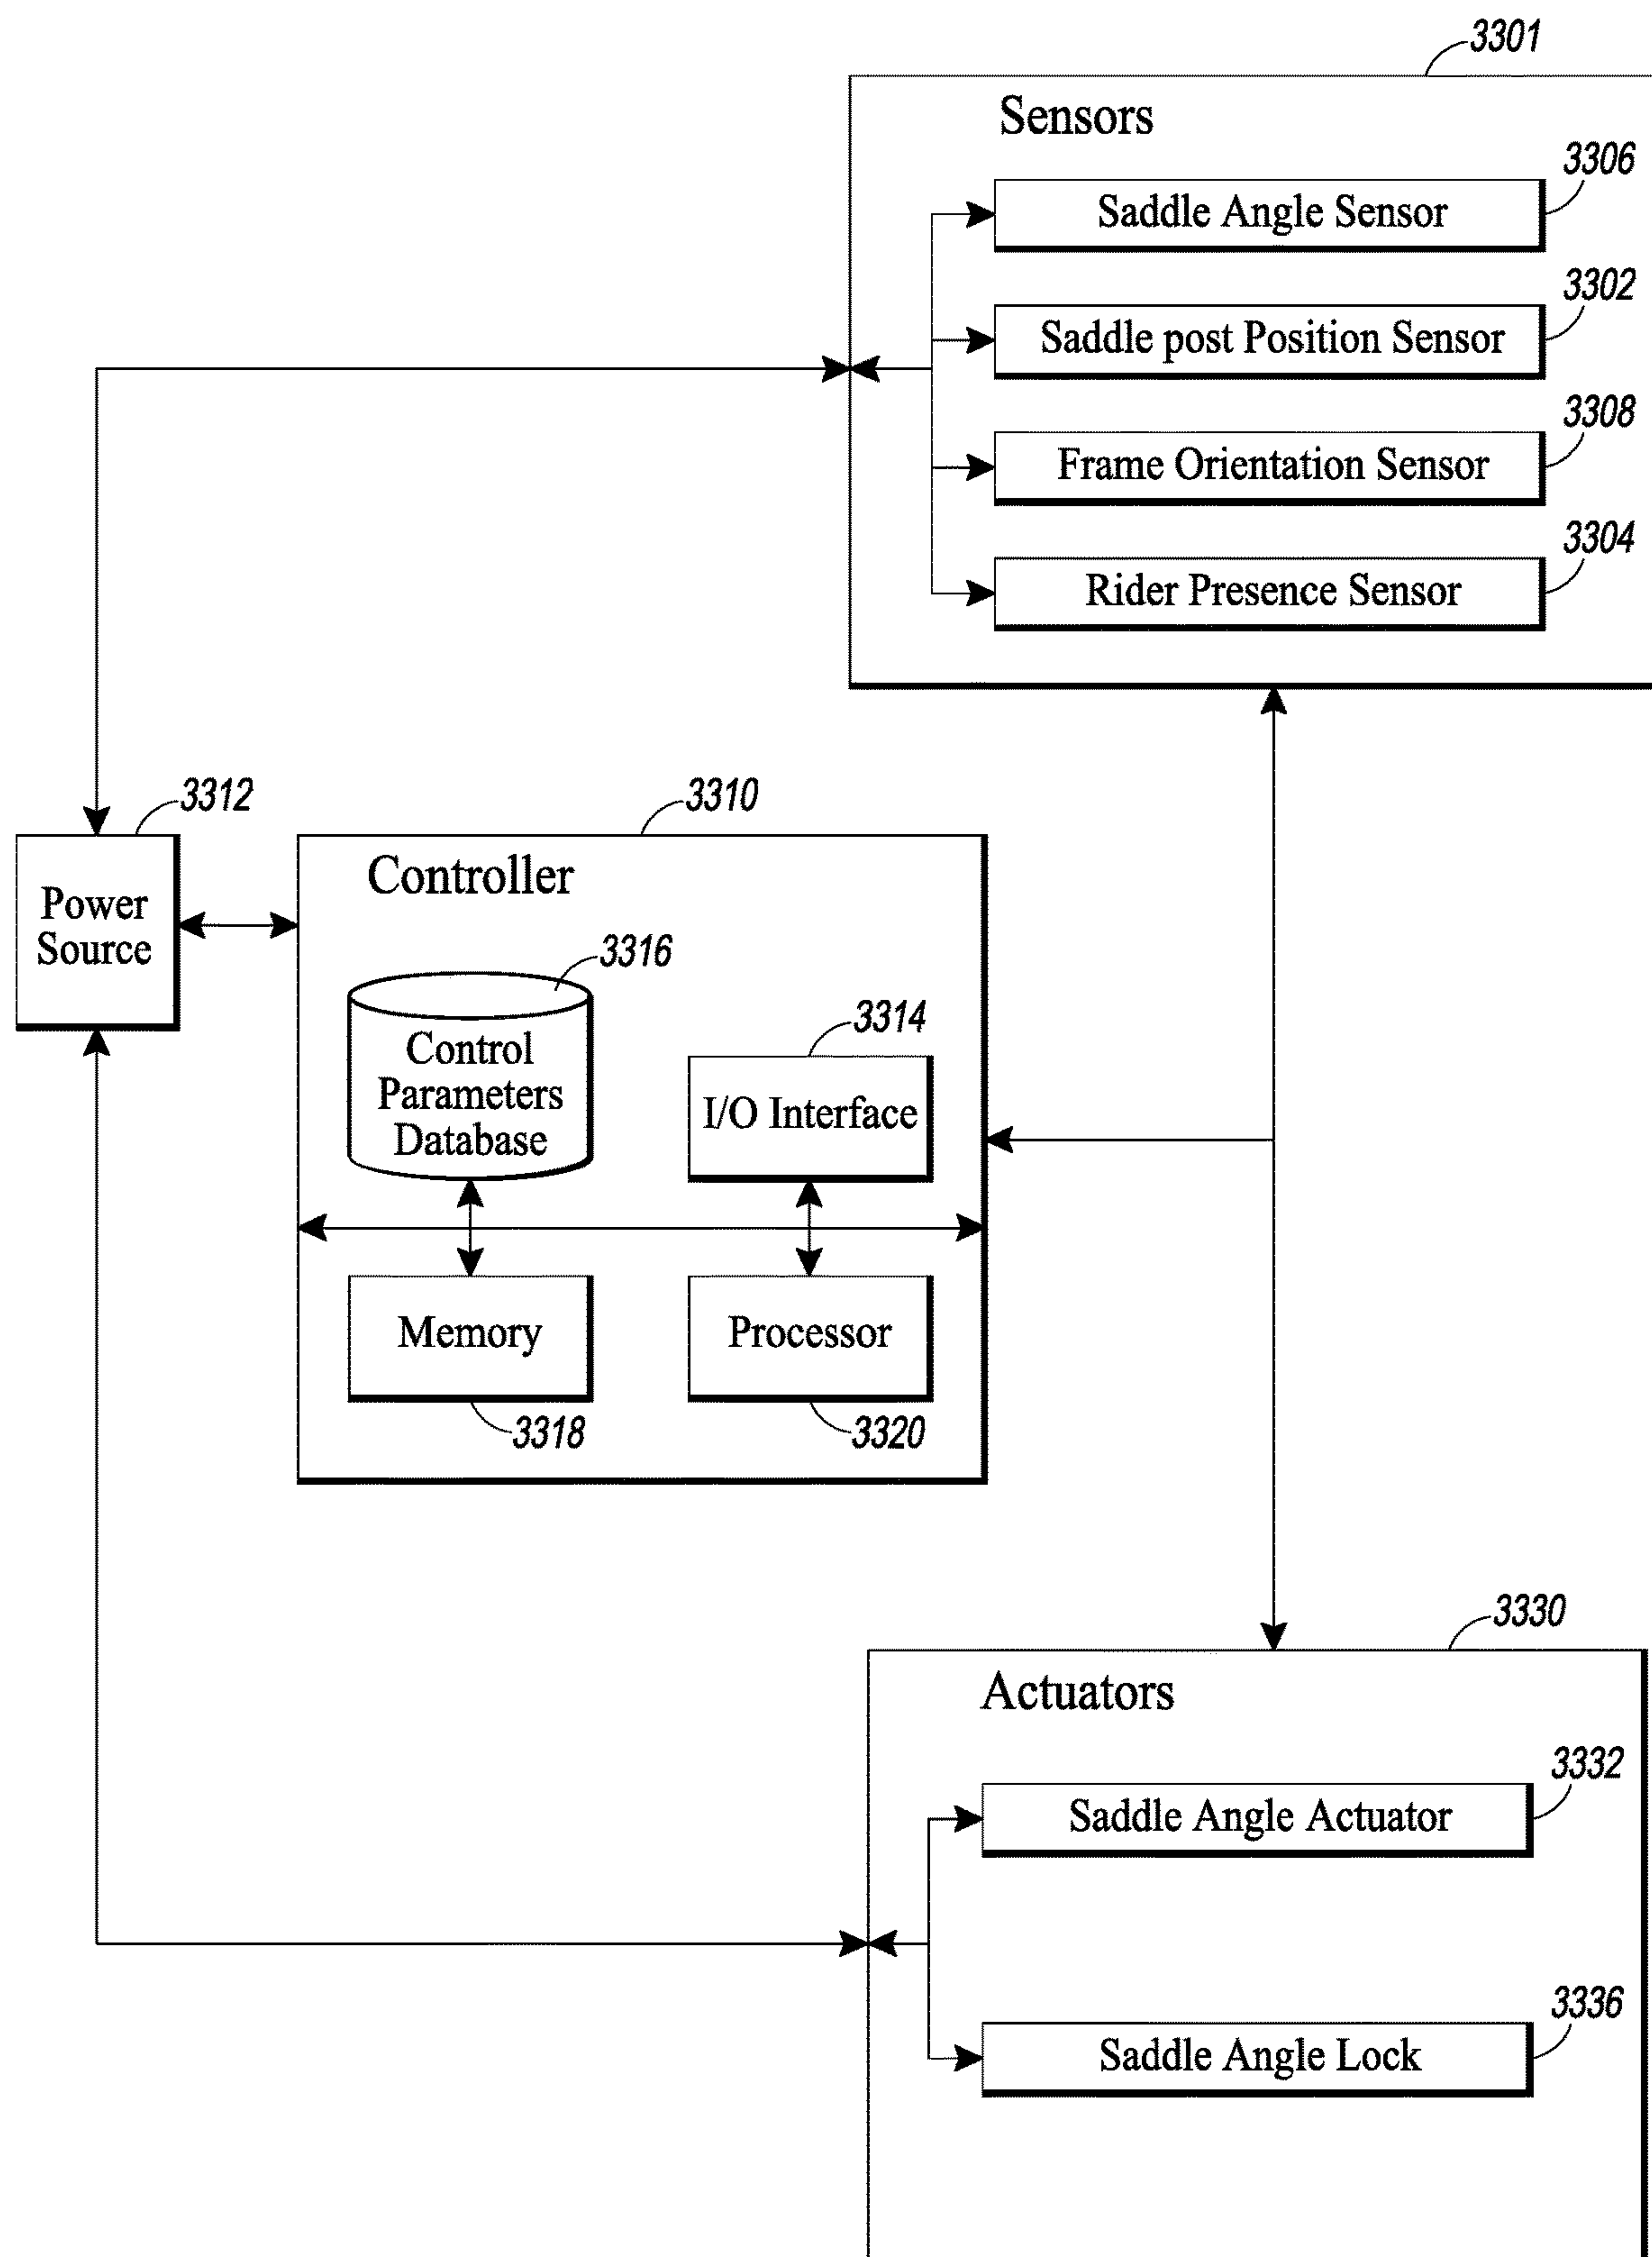 3301
Sensors
3306
Saddle Angle Sensor
3302
Saddle post Position Sensor
3308
Frame Orientation Sensor
3304
Rider Presence Sensor
3312
Power
Source
3310
Controller
3316
Control
Parameters
Database
3314
I/O Interface
Memory
3318
Processor
3320
3330
Actuators
3332
Saddle Angle Actuator
3336
Saddle Angle Lock